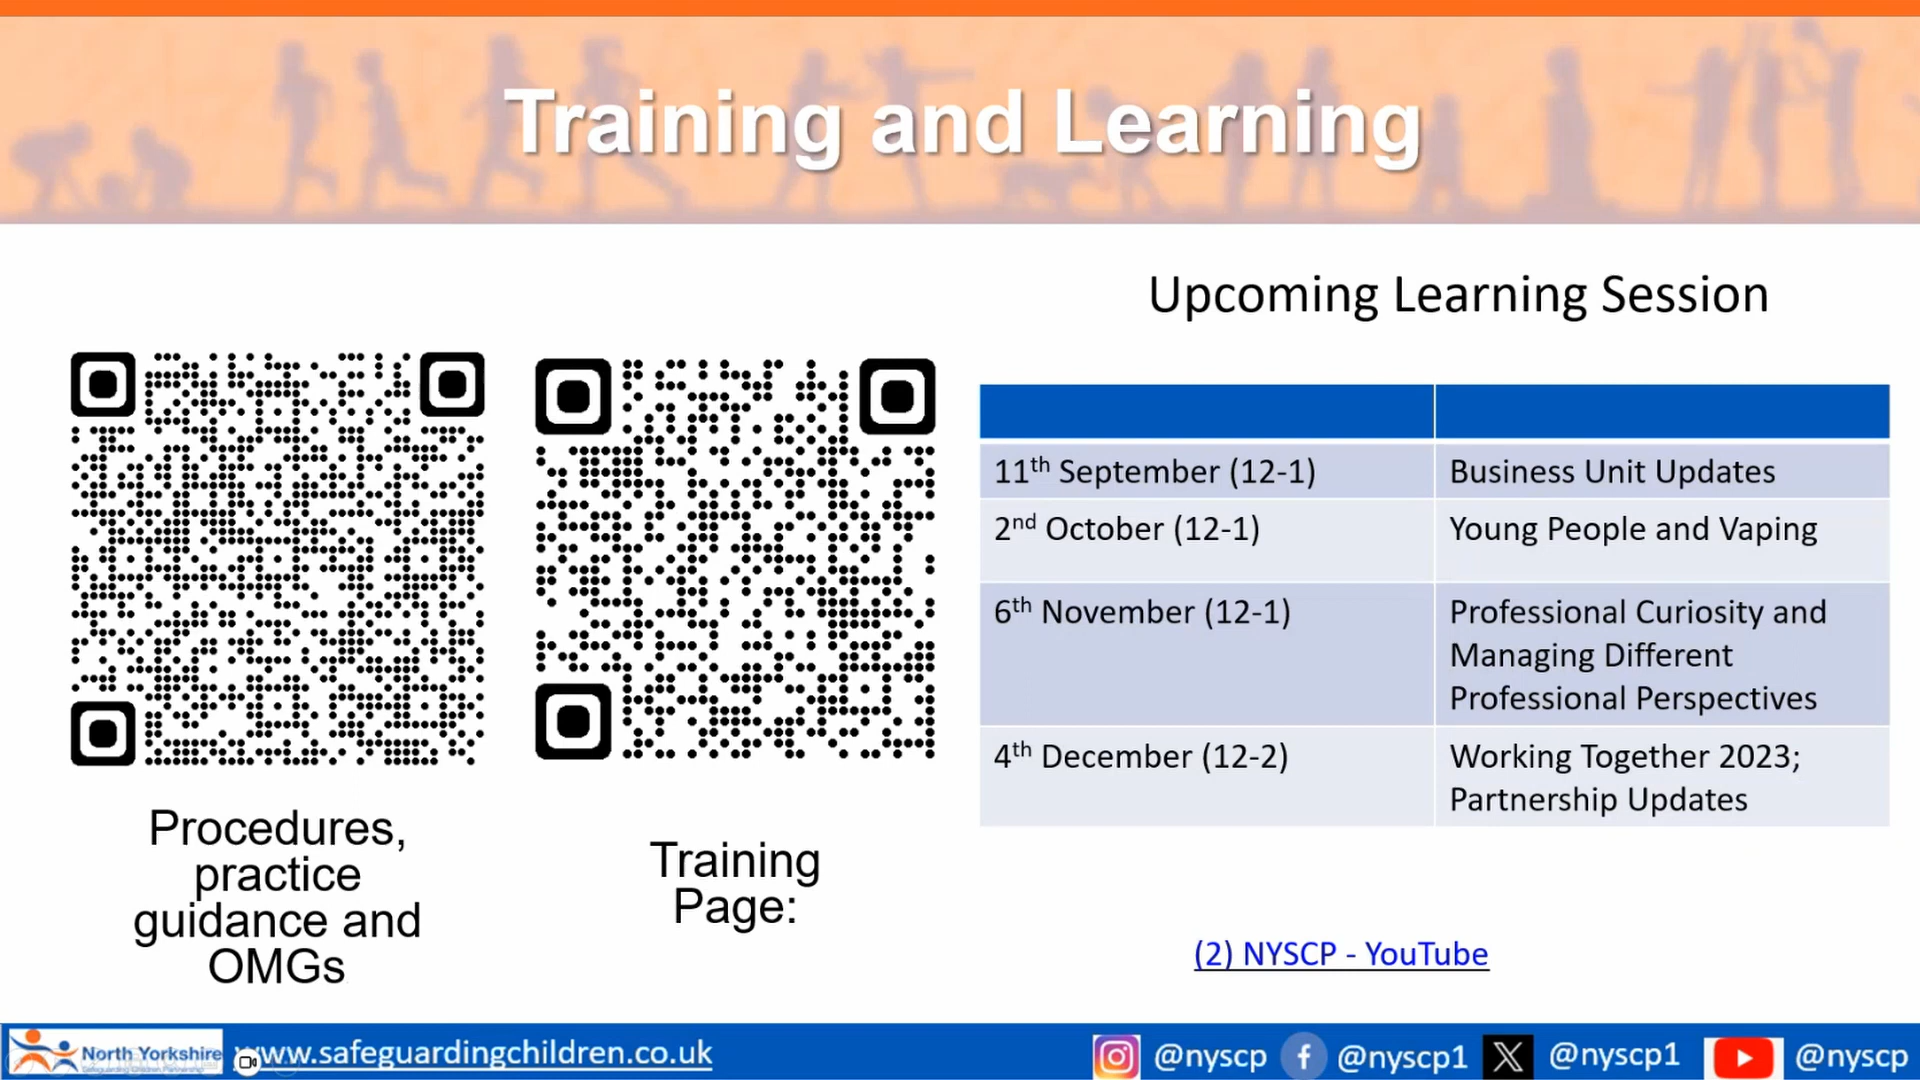 Training and Learning
Upcoming Learning Session
11th September (12-1)
Business Unit Updates
2nd October (12-1)
Young People and Vaping
6th November (12-1)
Professional Curiosity and
Managing Different
Professional Perspectives
4th December (12-2)
Working Together 2023;
Partnership Updates
Procedures,
practice
guidance and
OMGs
Training
Page:
(2) NYSCP - YouTube
North Yorkshire
Safeguarding Children Partnership
www.safeguardingchildren.co.uk
@nyscp
@nyscp1
@nyscp1
@nyscp